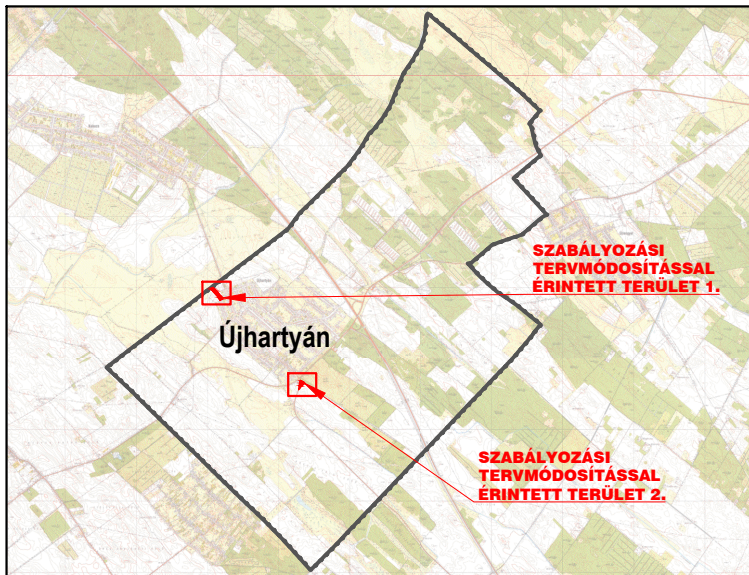 SZABÁLYOZÁSI
TERVMÓDOSÍTÁSSAL
ÉRINTETT TERÜLET 1.
Újhartyán
SZABÁLYOZÁSI
TERVMÓDOSÍTÁSSAL
ÉRINTETT TERÜLET 2.